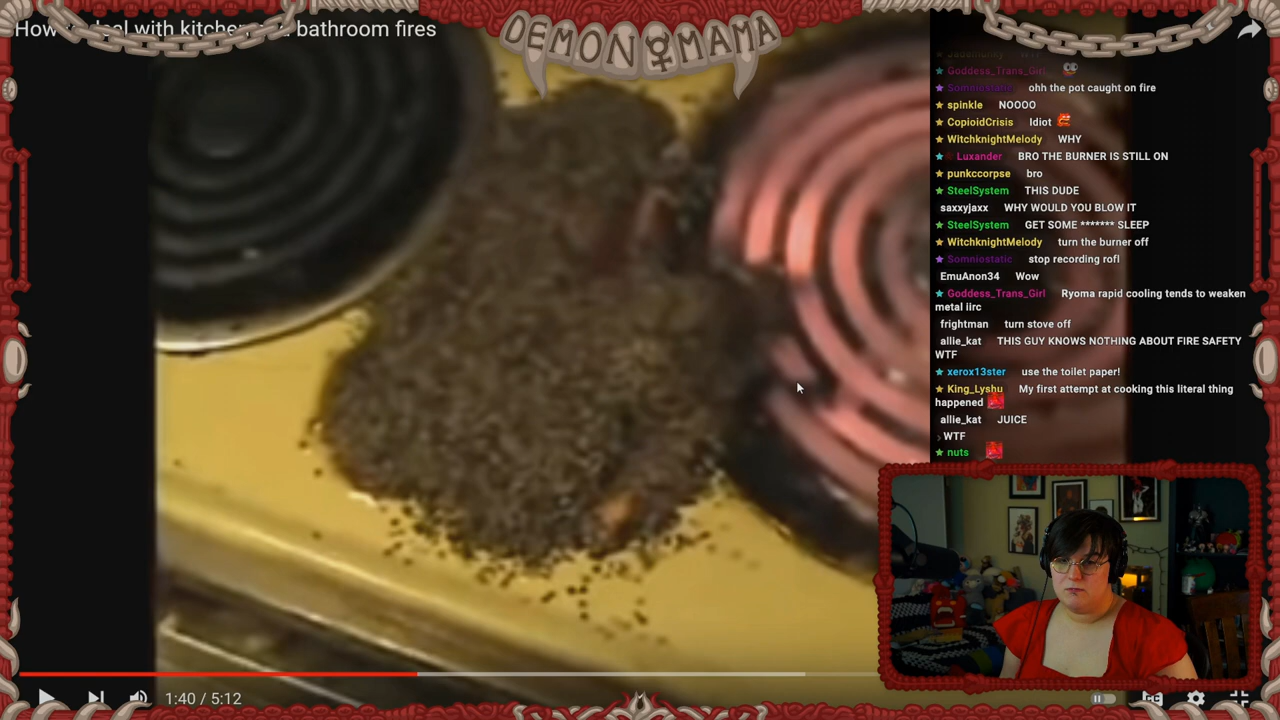 How to deal with kitchen and bathroom fires
DEMON MAMA
Goddess_Trans_Girl
Somniostatic ohh the pot caught on fire
spinkle NOOOO
CopioidCrisis Idiot
WitchknightMelody WHY
Luxander BRO THE BURNER IS STILL ON
punkccorpse bro
SteelSystem THIS DUDE
saxxyjaxx WHY WOULD YOU BLOW IT
SteelSystem GET SOME ******* SLEEP
WitchknightMelody turn the burner off
Somniostatic stop recording rofl
EmuAnon34 Wow
Goddess_Trans_Girl Ryoma rapid cooling tends to weaken
metal iirc
frightman turn stove off
allie_kat THIS GUY KNOWS NOTHING ABOUT FIRE SAFETY
WTF
xerox13ster use the toilet paper!
King_Lyshu My first attempt at cooking this literal thing
happened
allie_kat JUICE
WTF
nuts
1:40 / 5:12
CC